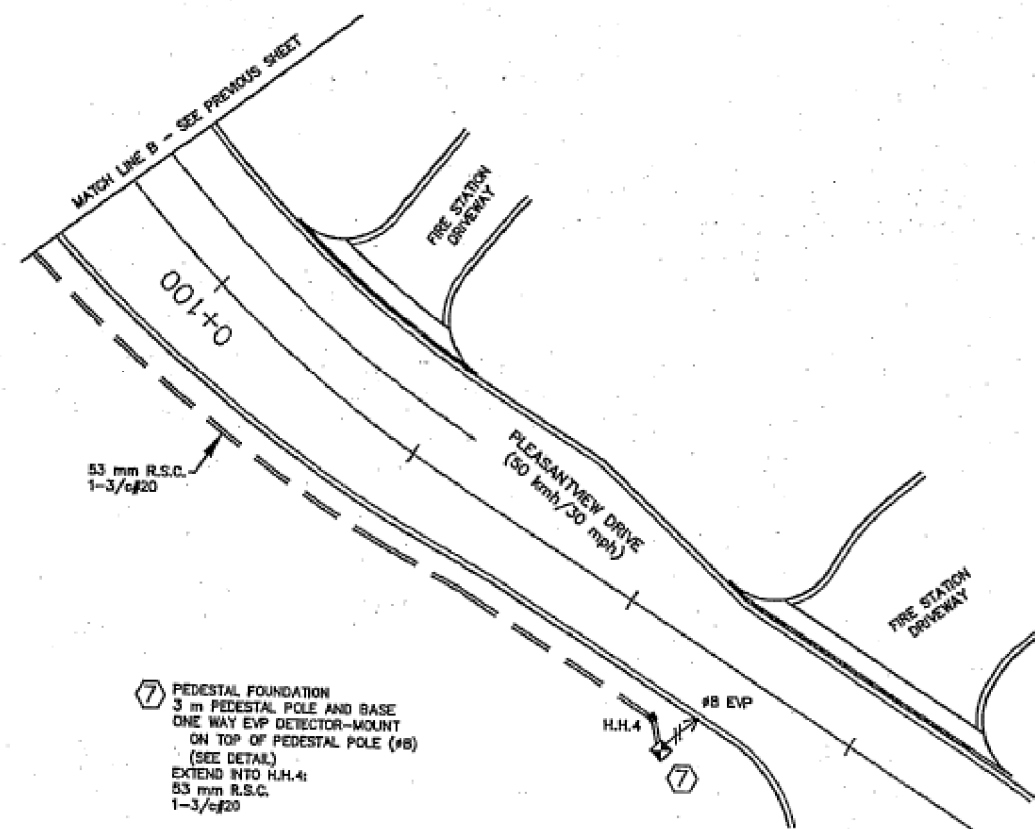 MATCH LINE B - SEE PREVIOUS SHEET
FIRE STATION
DRIVEWAY
0+100
53 mm R.S.C.
1-3/c#20
PLEASANTVIEW DRIVE
(50 kmh/30 mph)
FIRE STATION
DRIVEWAY
7 PEDESTAL FOUNDATION
3 m PEDESTAL POLE AND BASE
ONE WAY EVP DETECTOR-MOUNT
ON TOP OF PEDESTAL POLE (øB)
(SEE DETAIL)
EXTEND INTO H.H.4:
53 mm R.S.C.
1-3/c#20
H.H.4
øB EVP
7